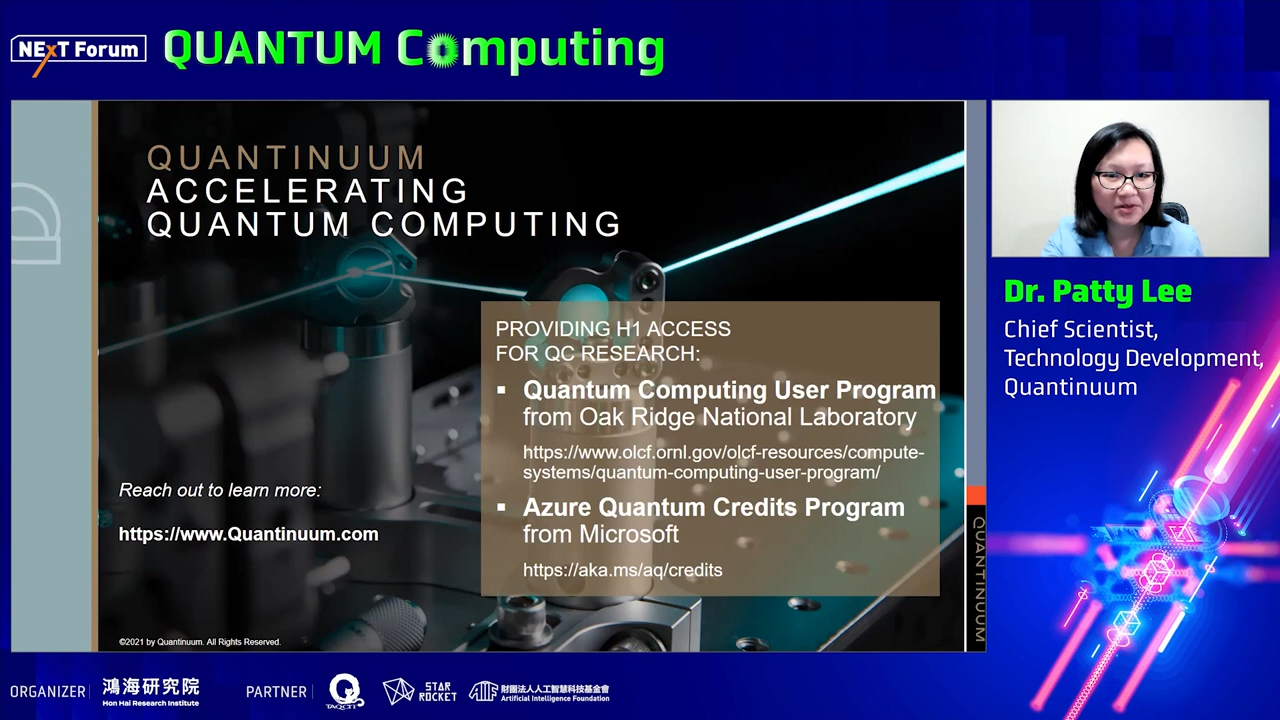 NExT Forum
QUANTUM Computing
QUANTINUUM
ACCELERATING
QUANTUM COMPUTING
PROVIDING H1 ACCESS
FOR QC RESEARCH:
▪ Quantum Computing User Program
from Oak Ridge National Laboratory
https://www.olcf.ornl.gov/olcf-resources/compute-
systems/quantum-computing-user-program/
▪ Azure Quantum Credits Program
from Microsoft
https://aka.ms/aq/credits
Reach out to learn more:
https://www.Quantinuum.com
©2021 by Quantinuum. All Rights Reserved.
QUANTINUUM
Dr. Patty Lee
Chief Scientist,
Technology Development,
Quantinuum
ORGANIZER
鴻海研究院
Hon Hai Research Institute
PARTNER
TAQCIT
STAR
ROCKET
AIF
財團法人人工智慧科技基金會
Artificial Intelligence Foundation